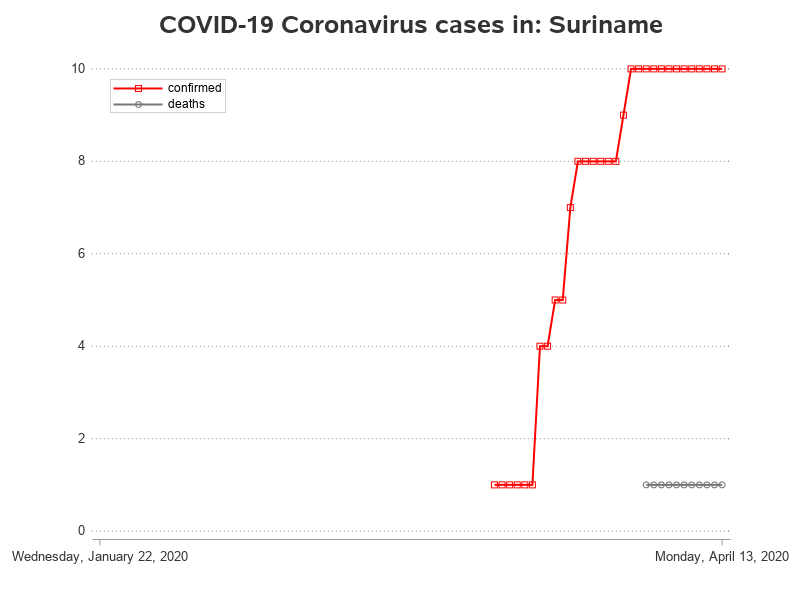 COVID-19 Coronavirus cases in: Suriname
10
confirmed
deaths
8
6
4
2
0
Wednesday, January 22, 2020 Monday, April 13, 2020